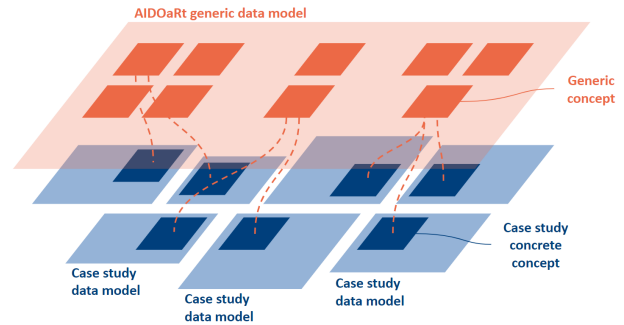 AIDOaRt generic data model
Generic
concept
Case study
concrete
concept
Case study
data model
Case study
data model
Case study
data model